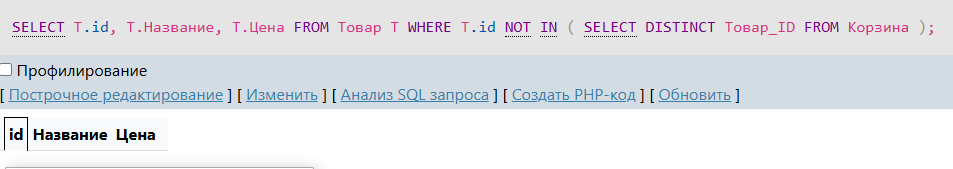 SELECT T.id, T.Название, T.Цена FROM Товар T WHERE T.id NOT IN ( SELECT DISTINCT Товар_ID FROM Корзина );
Профилирование
[ Построчное редактирование ] [ Изменить ] [ Анализ SQL запроса ] [ Создать PHP-код ] [ Обновить ]
id Название Цена